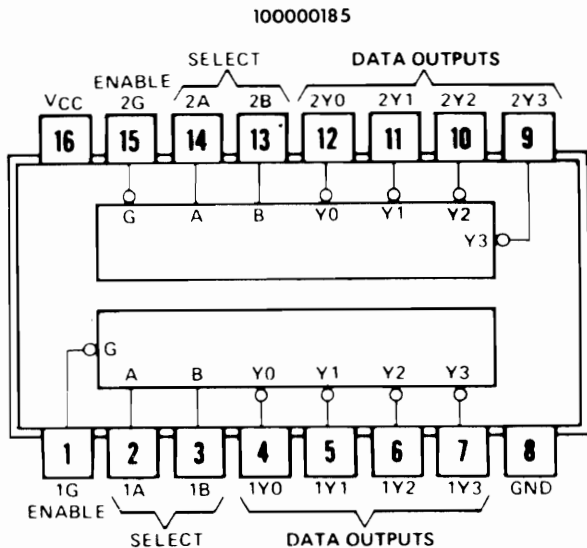 100000185
SELECT DATA OUTPUTS
ENABLE
VCC 2G 2A 2B 2Y0 2Y1 2Y2 2Y3
16 15 14 13 12 11 10 9
G A B Y0 Y1 Y2
Y3
G
A B Y0 Y1 Y2 Y3
1 2 3 4 5 6 7 8
1G 1A 1B 1Y0 1Y1 1Y2 1Y3 GND
ENABLE
SELECT DATA OUTPUTS